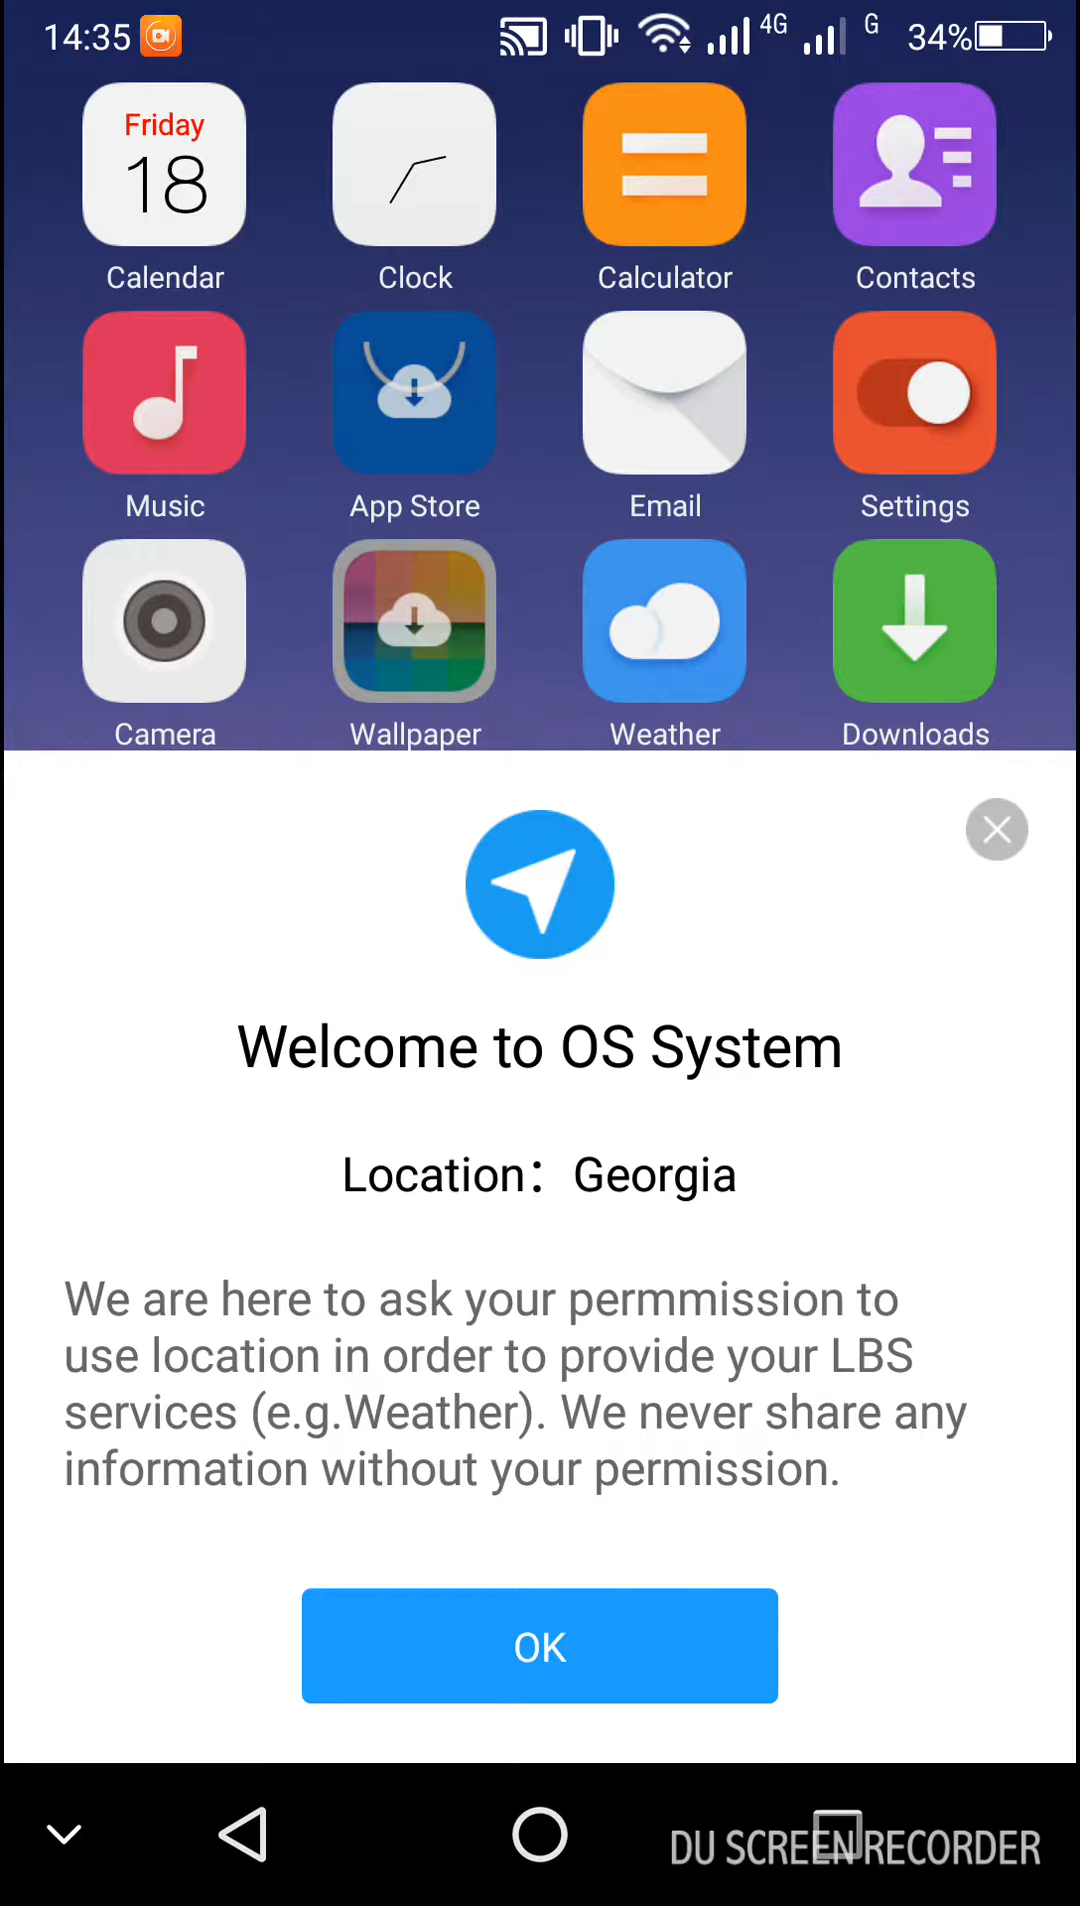 14:35 4G G 34%
Friday
18
Calendar Clock Calculator Contacts
Music App Store Email Settings
Camera Wallpaper Weather Downloads
Welcome to OS System
Location： Georgia
We are here to ask your permmission to
use location in order to provide your LBS
services (e.g.Weather). We never share any
information without your permission.
OK
DU SCREEN RECORDER